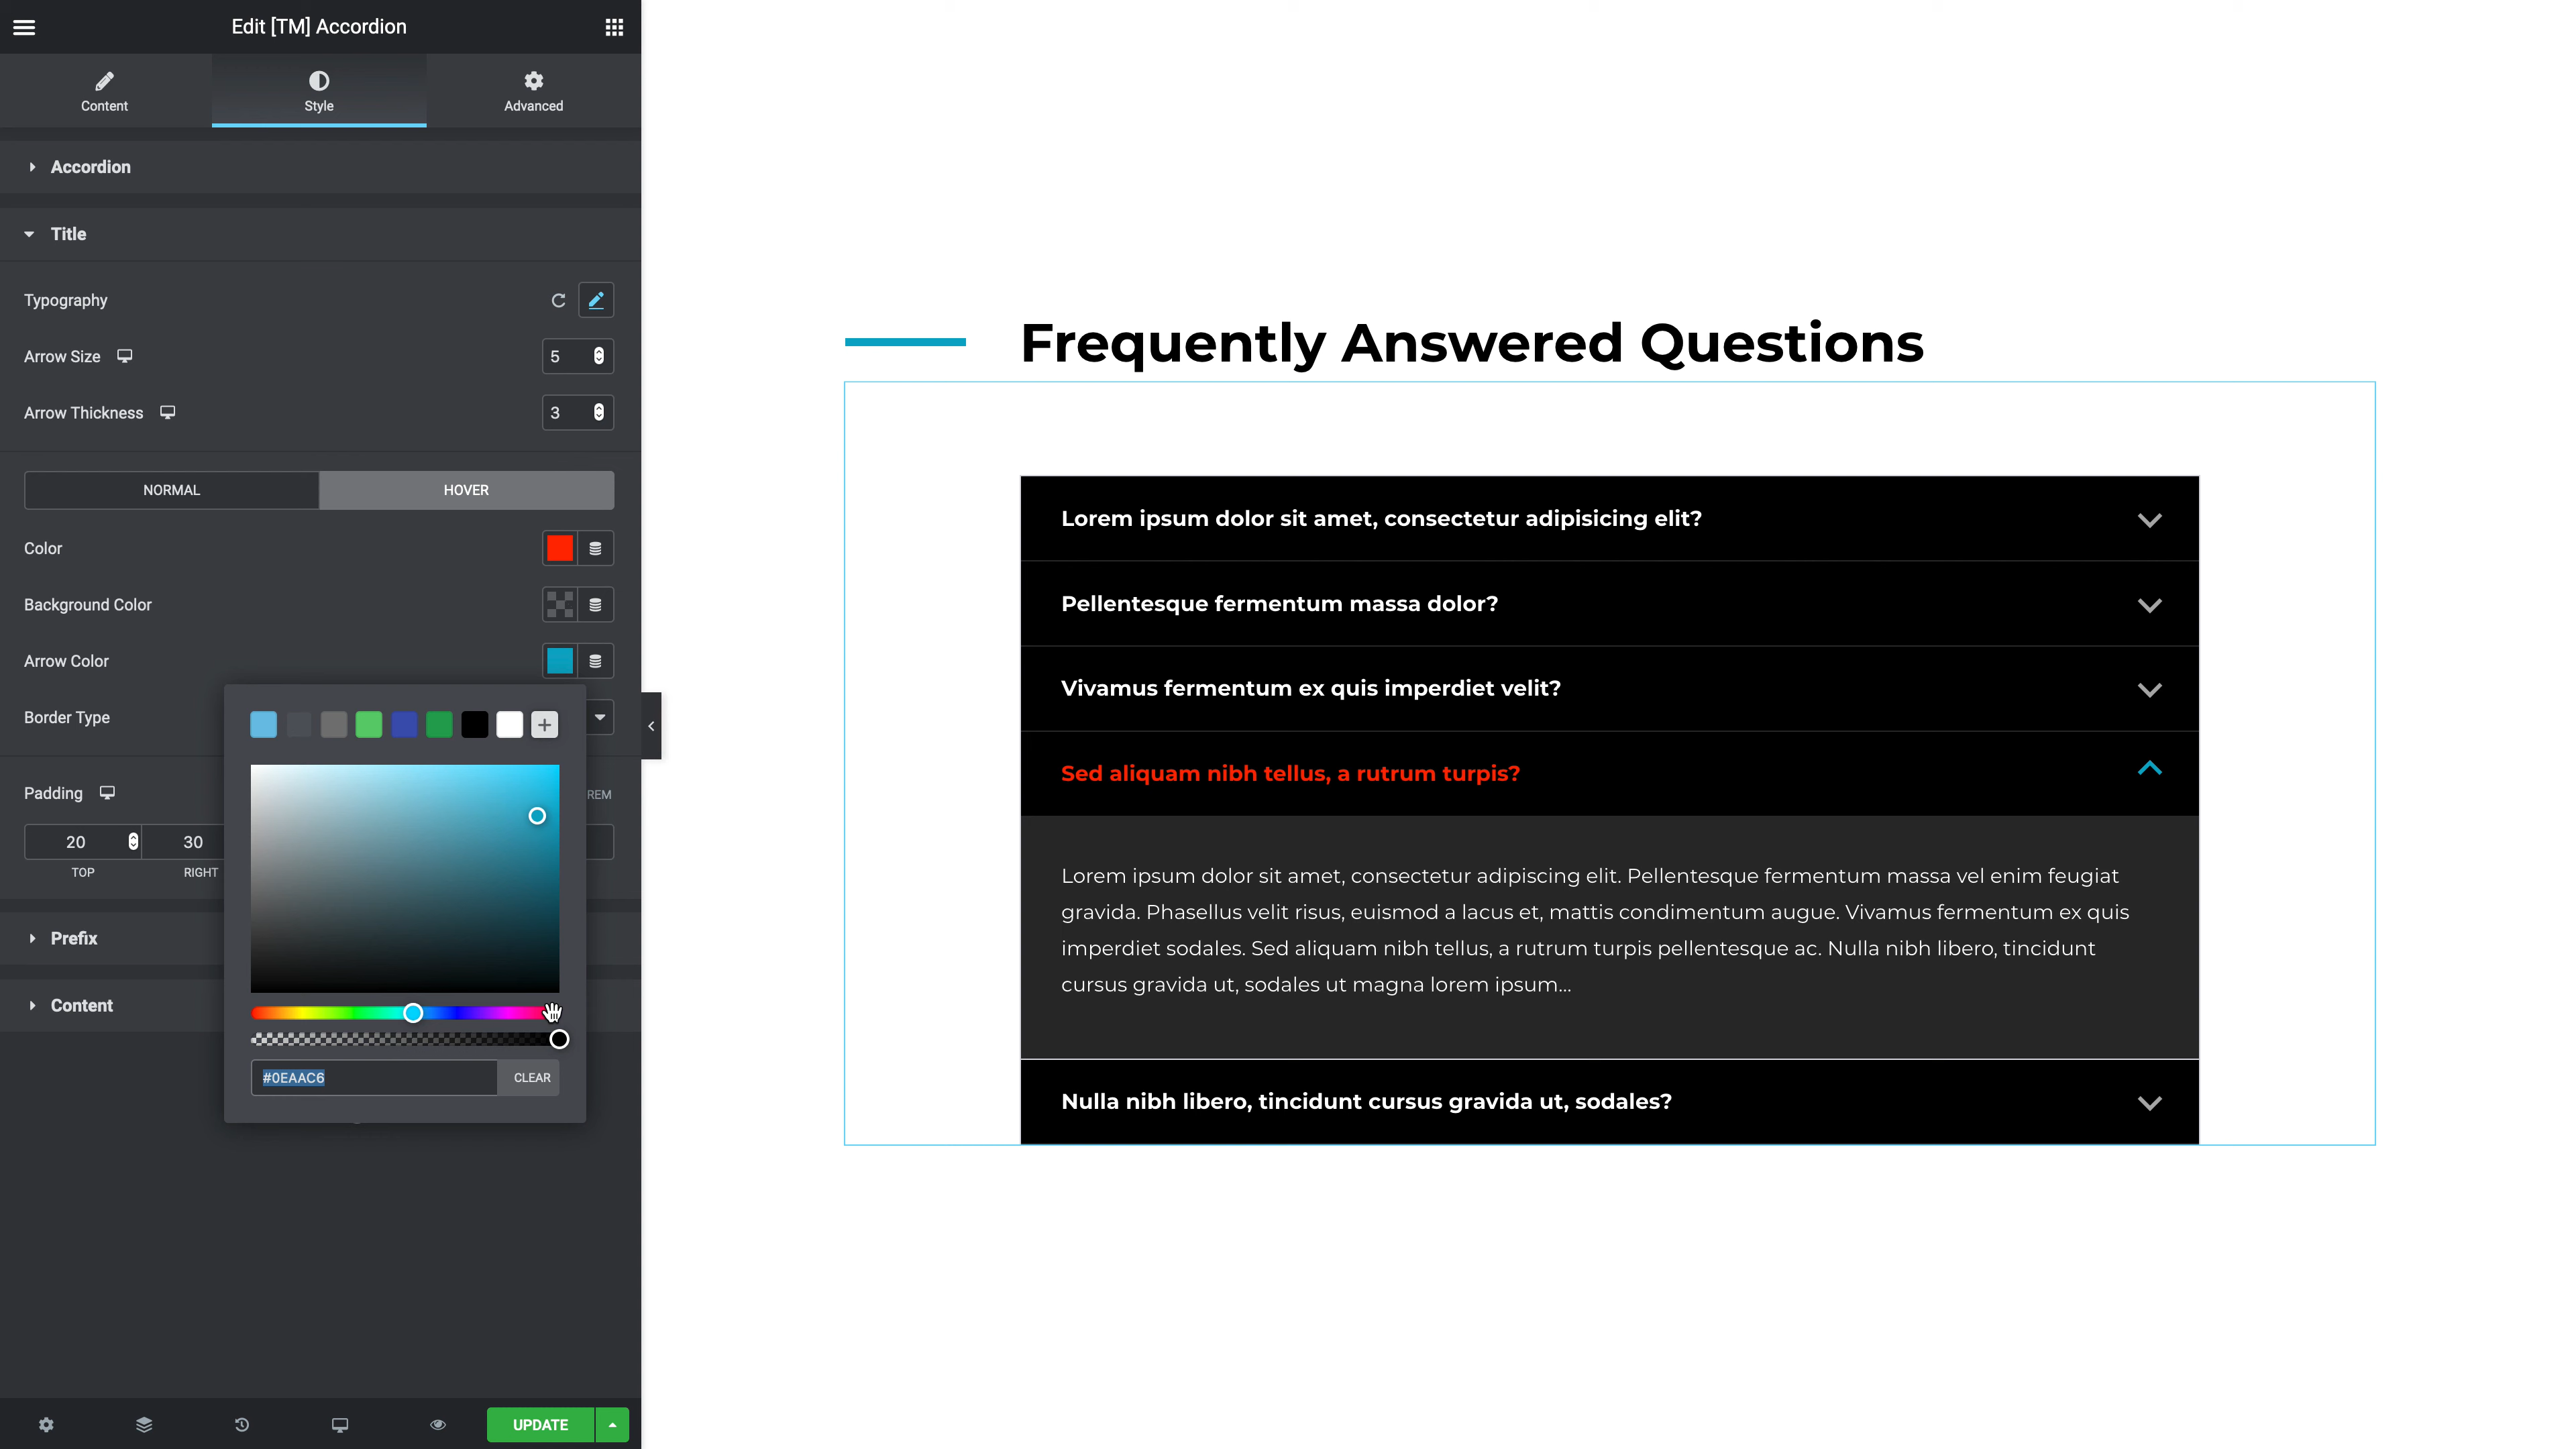 Edit [TM] Accordion
Content
Style
Advanced
Accordion
Title
Typography
Arrow Size
5
Arrow Thickness
3
NORMAL
HOVER
Color
Background Color
Arrow Color
Border Type
Padding
REM
20
30
TOP
RIGHT
Prefix
Content
#0EAAC6
CLEAR
UPDATE
Frequently Answered Questions
Lorem ipsum dolor sit amet, consectetur adipisicing elit?
Pellentesque fermentum massa dolor?
Vivamus fermentum ex quis imperdiet velit?
Sed aliquam nibh tellus, a rutrum turpis?
Lorem ipsum dolor sit amet, consectetur adipiscing elit. Pellentesque fermentum massa vel enim feugiat
gravida. Phasellus velit risus, euismod a lacus et, mattis condimentum augue. Vivamus fermentum ex quis
imperdiet sodales. Sed aliquam nibh tellus, a rutrum turpis pellentesque ac. Nulla nibh libero, tincidunt
cursus gravida ut, sodales ut magna lorem ipsum...
Nulla nibh libero, tincidunt cursus gravida ut, sodales?